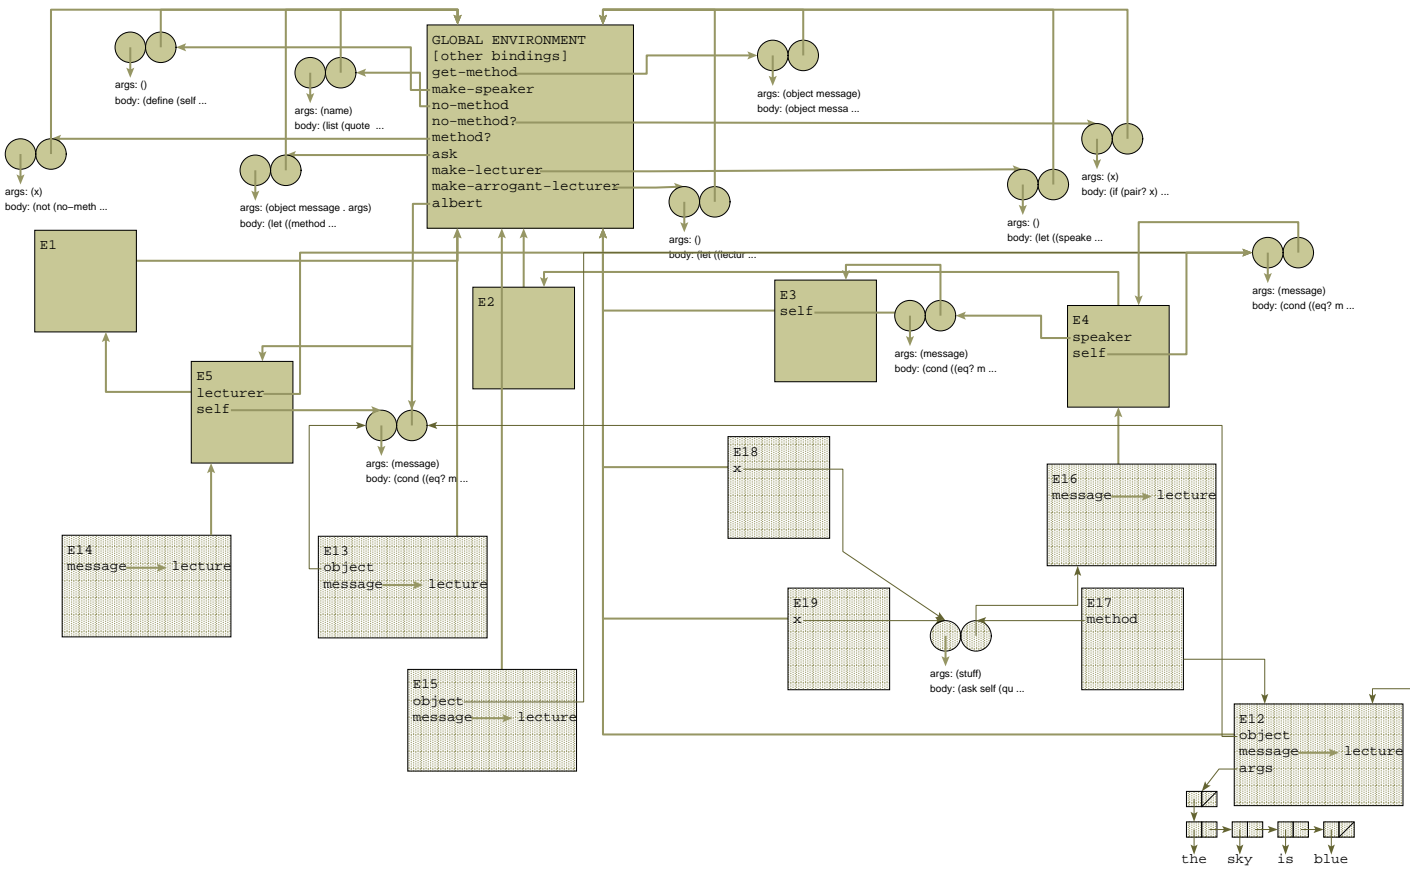 GLOBAL ENVIRONMENT
[other bindings]
get-method
make-speaker
no-method
no-method?
method?
ask
make-lecturer
make-arrogant-lecturer
albert
args: ()
body: (define (self ...
args: (name)
body: (list (quote ...
args: (object message)
body: (object messa ...
args: (x)
body: (not (no–meth ...
args: (object message . args)
body: (let ((method ...
args: (x)
body: (if (pair? x) ...
args: ()
body: (let ((lectur ...
args: ()
body: (let ((speake ...
E1
E2
E3
self
args: (message)
body: (cond ((eq? m ...
E4
speaker
self
args: (message)
body: (cond ((eq? m ...
E5
lecturer
self
args: (message)
body: (cond ((eq? m ...
E18
x
E16
message lecture
E14
message lecture
E13
object
message lecture
E19
x
E17
method
args: (stuff)
body: (ask self (qu ...
E15
object
message lecture
E12
object
message lecture
args
the sky is blue